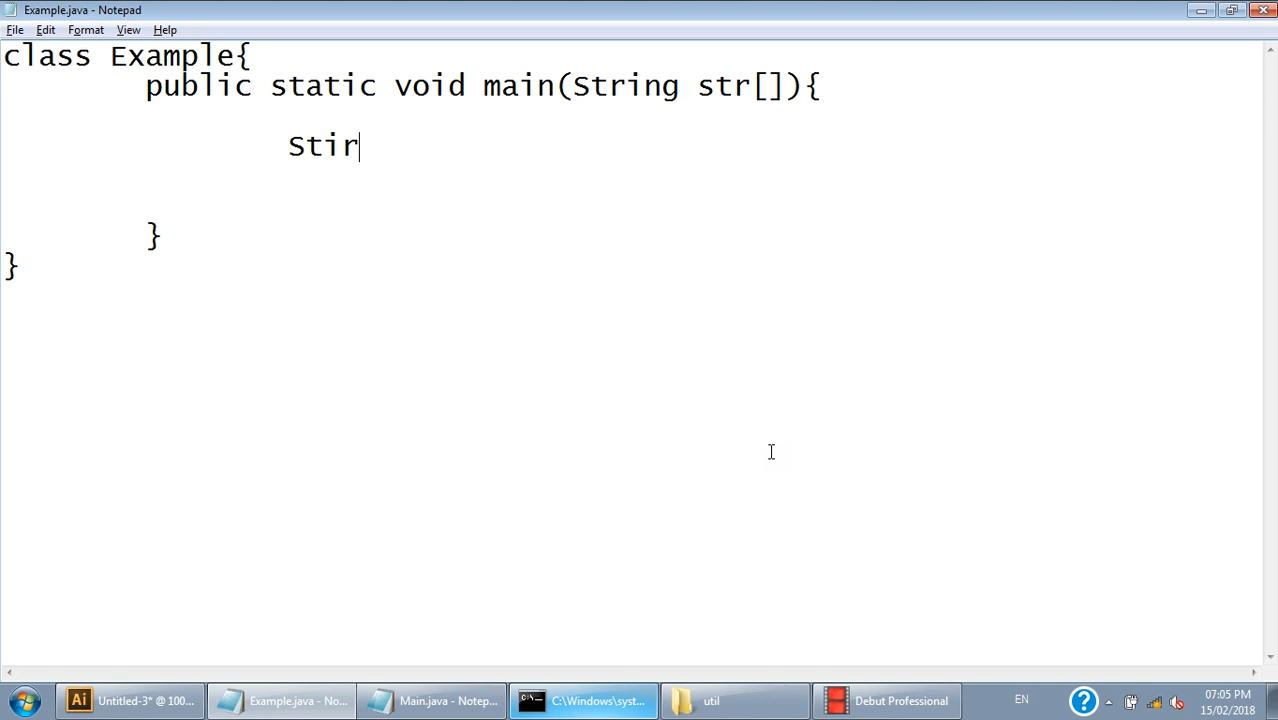 Example.java - Notepad
File Edit Format View Help
class Example{
public static void main(String str[]){
Stir
}
}
Ai Untitled-3* @ 100... Example.java - No... Main.java - Notep... C:\Windows\syst... util Debut Professional EN ? 07:05 PM
15/02/2018